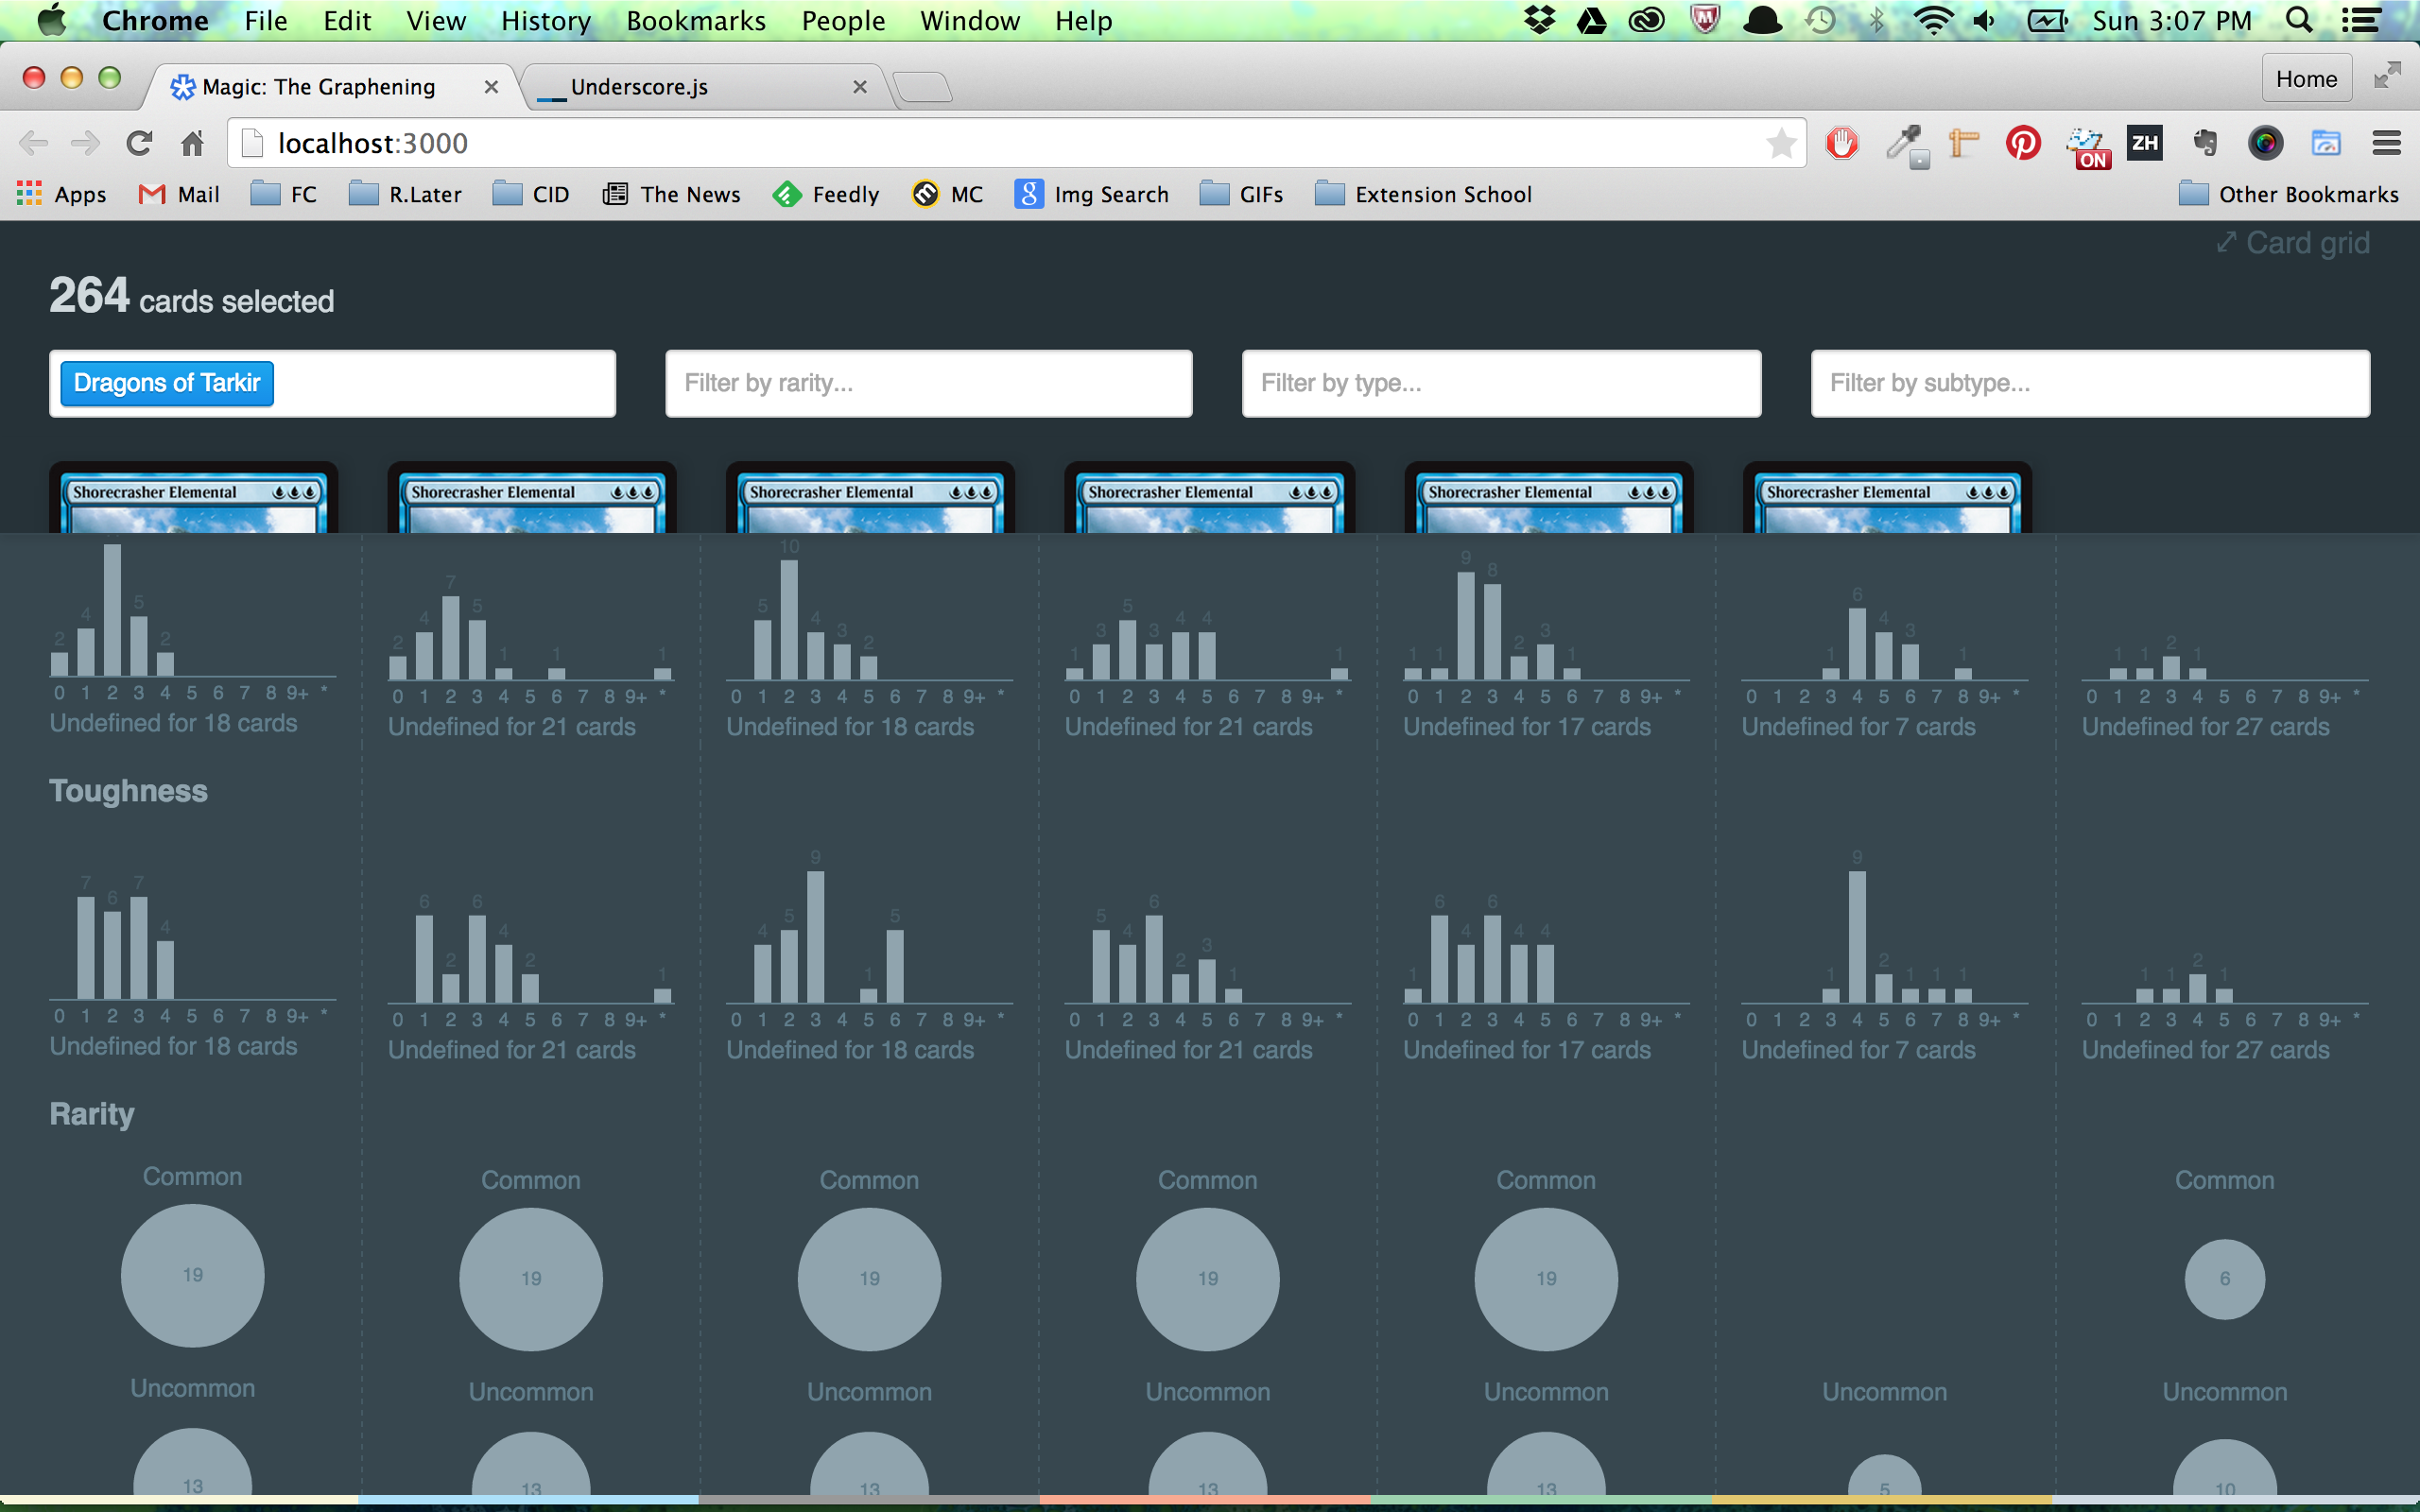 Chrome File Edit View History Bookmarks People Window Help Sun 3:07 PM
Magic: The Graphening Underscore.js Home
localhost:3000 ON ZH
Apps Mail FC R.Later CID The News Feedly MC Img Search GIFs Extension School Other Bookmarks
Card grid
264 cards selected
Dragons of Tarkir Filter by rarity... Filter by type... Filter by subtype...
Shorecrasher Elemental Shorecrasher Elemental Shorecrasher Elemental Shorecrasher Elemental Shorecrasher Elemental Shorecrasher Elemental
2 4 5 2 2 4 7 5 1 1 1 5 10 4 3 2 1 3 5 3 4 4 1 1 1 9 8 2 3 1 1 6 4 3 1 1 1 2 1
0 1 2 3 4 5 6 7 8 9+ * 0 1 2 3 4 5 6 7 8 9+ * 0 1 2 3 4 5 6 7 8 9+ * 0 1 2 3 4 5 6 7 8 9+ * 0 1 2 3 4 5 6 7 8 9+ * 0 1 2 3 4 5 6 7 8 9+ * 0 1 2 3 4 5 6 7 8 9+ *
Undefined for 18 cards Undefined for 21 cards Undefined for 18 cards Undefined for 21 cards Undefined for 17 cards Undefined for 7 cards Undefined for 27 cards
Toughness
7 6 7 4 6 2 6 4 2 1 4 5 9 1 5 5 4 6 2 3 1 1 6 4 6 4 4 1 9 2 1 1 1 1 1 2 1
0 1 2 3 4 5 6 7 8 9+ * 0 1 2 3 4 5 6 7 8 9+ * 0 1 2 3 4 5 6 7 8 9+ * 0 1 2 3 4 5 6 7 8 9+ * 0 1 2 3 4 5 6 7 8 9+ * 0 1 2 3 4 5 6 7 8 9+ * 0 1 2 3 4 5 6 7 8 9+ *
Undefined for 18 cards Undefined for 21 cards Undefined for 18 cards Undefined for 21 cards Undefined for 17 cards Undefined for 7 cards Undefined for 27 cards
Rarity
Common Common Common Common Common Common
19 19 19 19 19 6
Uncommon Uncommon Uncommon Uncommon Uncommon Uncommon Uncommon
13 13 13 13 13 5 10